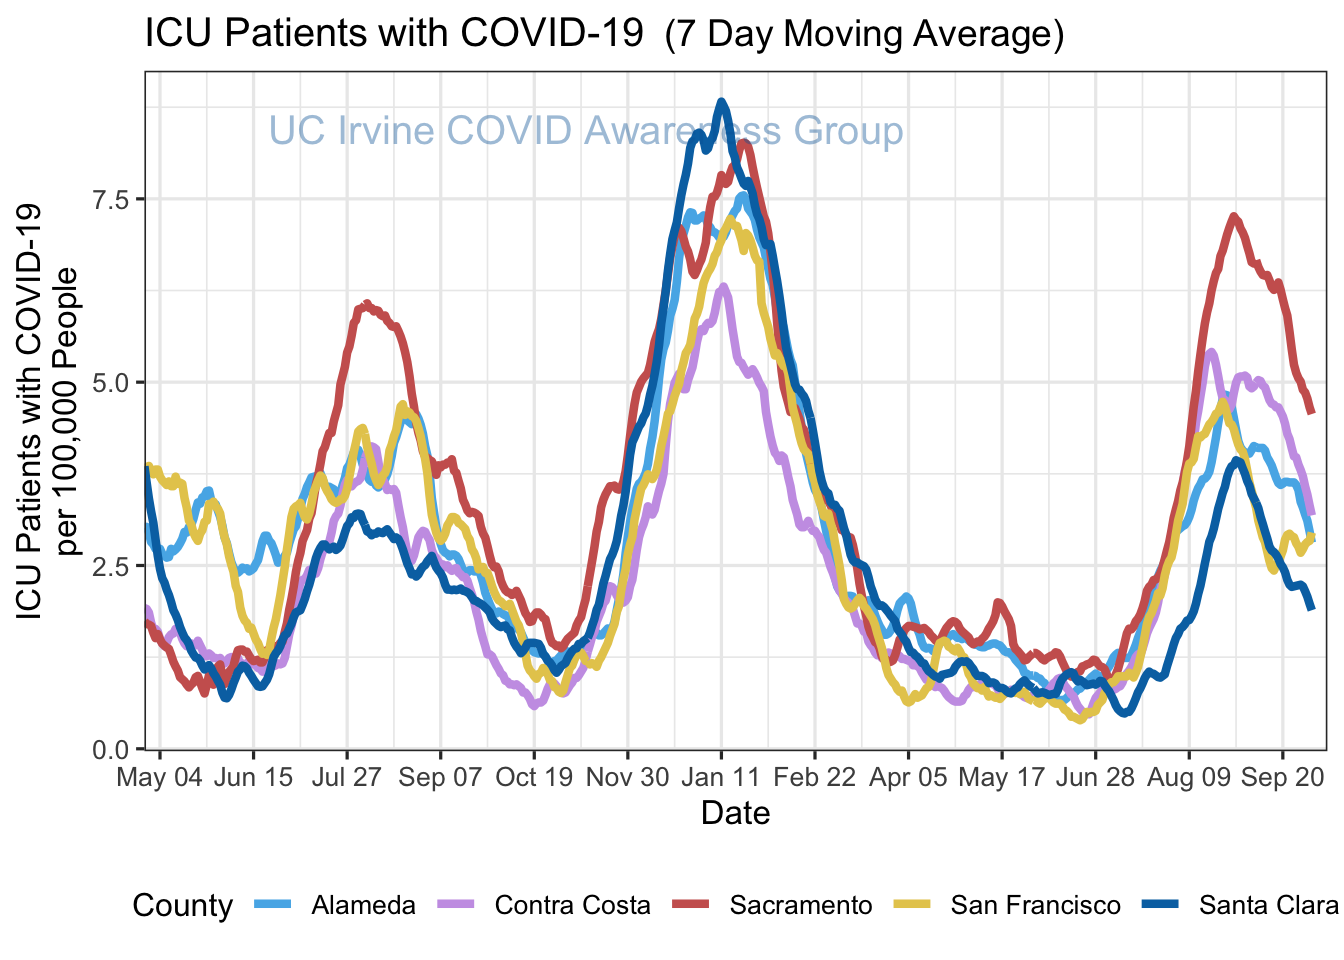 ICU Patients with COVID-19  (7 Day Moving Average)
UC Irvine COVID Awareness Group
ICU Patients with COVID-19
per 100,000 People
7.5
5.0
2.5
0.0
May 04 Jun 15 Jul 27 Sep 07 Oct 19 Nov 30 Jan 11 Feb 22 Apr 05 May 17 Jun 28 Aug 09 Sep 20
Date
County Alameda Contra Costa Sacramento San Francisco Santa Clara